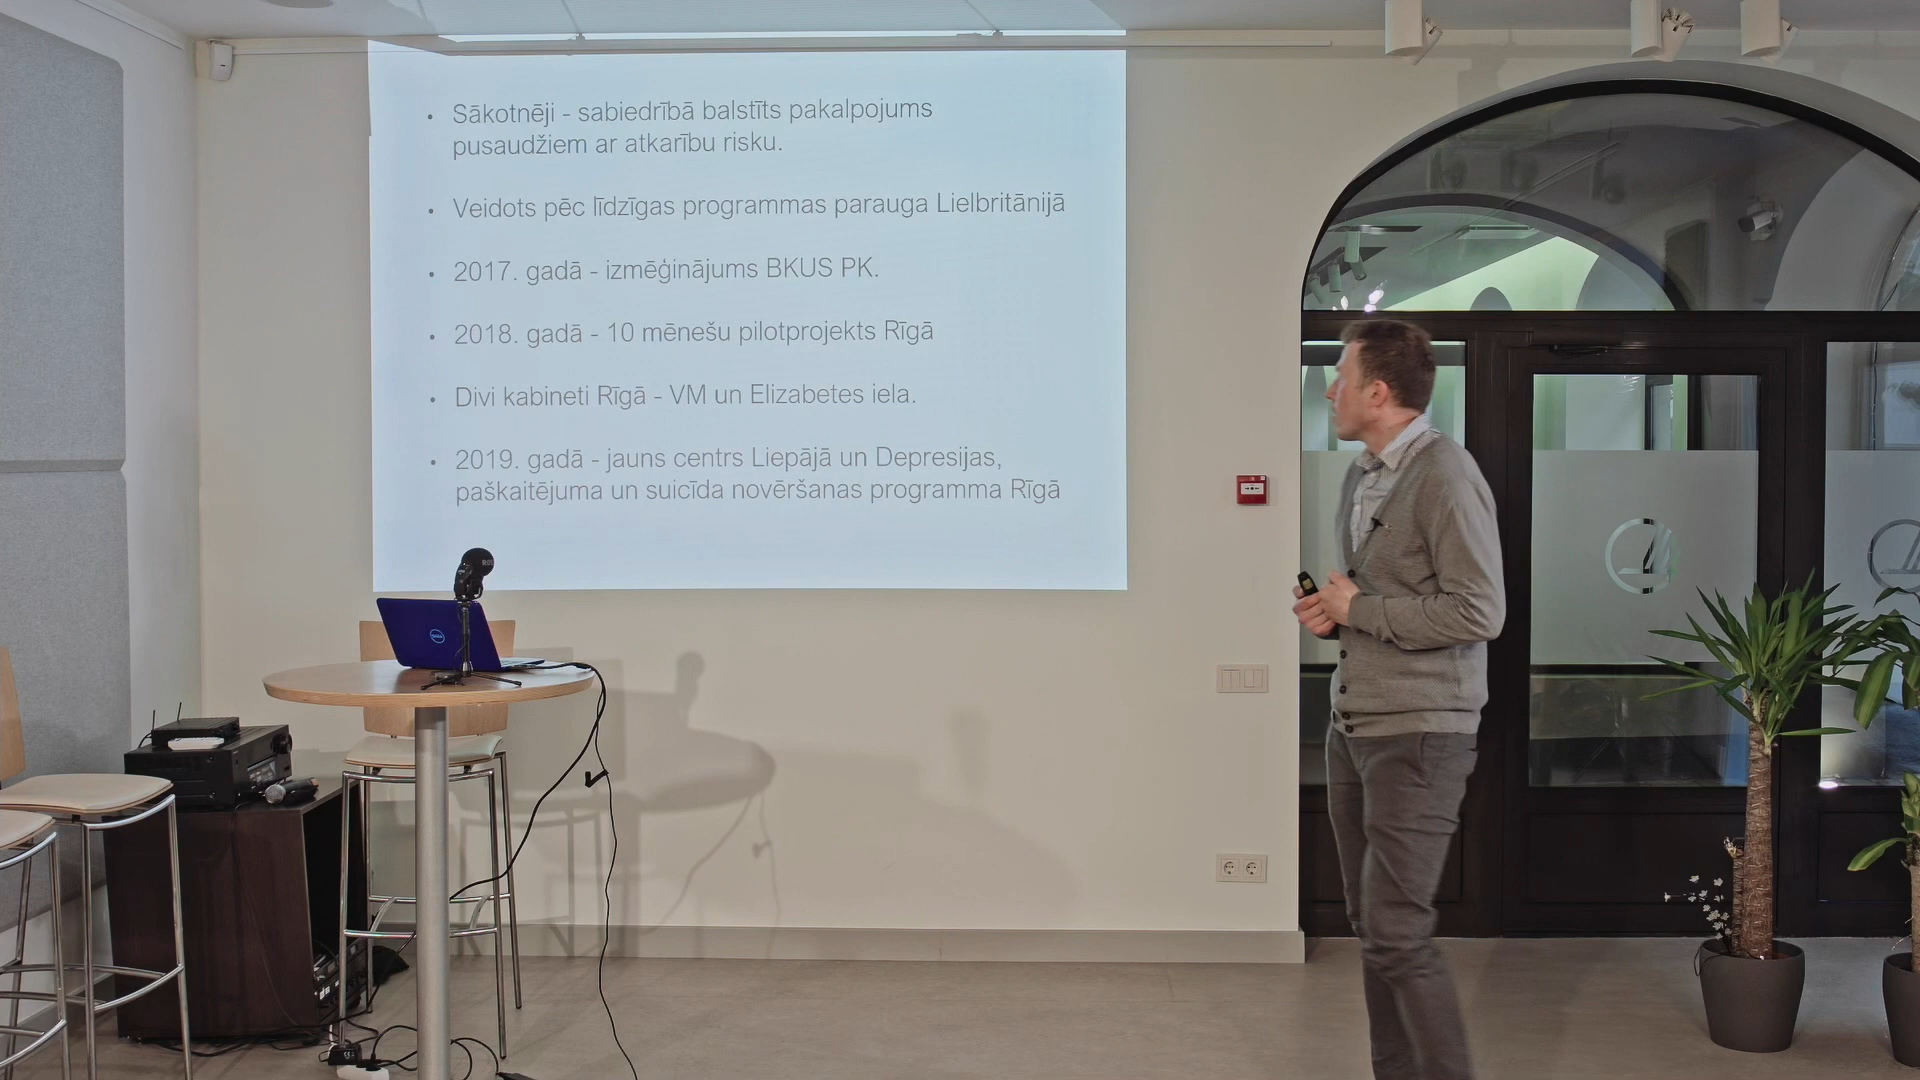 • Sākotnēji - sabiedrībā balstīts pakalpojums
pusaudžiem ar atkarību risku.
• Veidots pēc līdzīgas programmas parauga Lielbritānijā
• 2017. gadā - izmēģinājums BKUS PK.
• 2018. gadā - 10 mēnešu pilotprojekts Rīgā
• Divi kabineti Rīgā - VM un Elizabetes iela.
• 2019. gadā - jauns centrs Liepājā un Depresijas,
paškaitējuma un suicīda novēršanas programma Rīgā
DELL